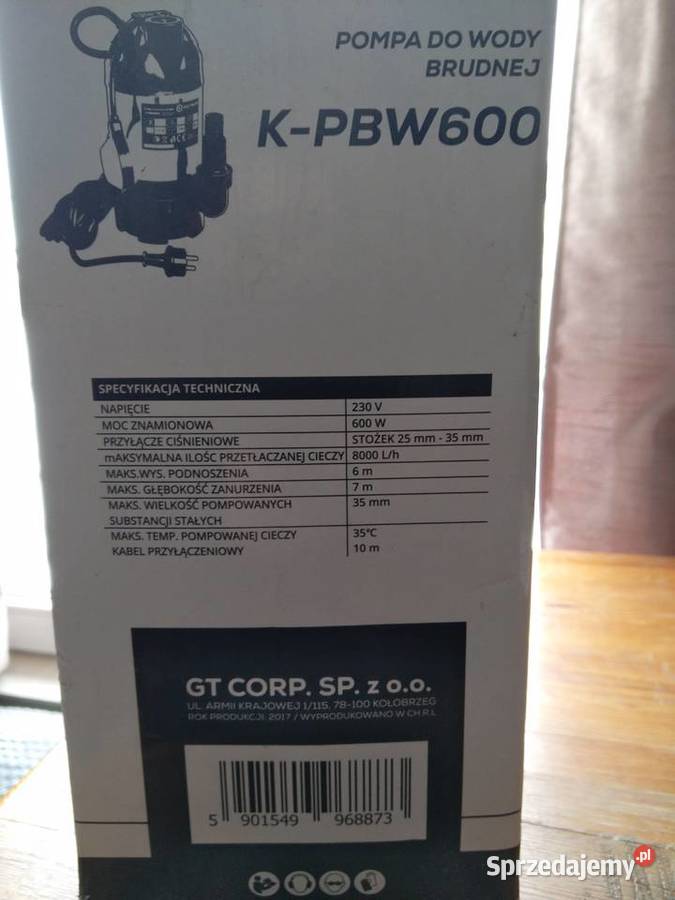 POMPA DO WODY
BRUDNEJ
K-PBW600
SPECYFIKACJA TECHNICZNA
NAPIĘCIE 230 V
MOC ZNAMIONOWA 600 W
PRZYŁĄCZE CIŚNIENIOWE STOŻEK 25 mm - 35 mm
mAKSYMALNA ILOŚC PRZETŁACZANEJ CIECZY 8000 L/h
MAKS.WYS. PODNOSZENIA 6 m
MAKS. GŁĘBOKOŚĆ ZANURZENIA 7 m
MAKS. WIELKOŚĆ POMPOWANYCH 35 mm
SUBSTANCJI STAŁYCH
MAKS. TEMP. POMPOWANEJ CIECZY 35°C
KABEL PRZYŁĄCZENIOWY 10 m
GT CORP. SP. z o.o.
UL. ARMII KRAJOWEJ 1/115, 78-100 KOŁOBRZEG
ROK PRODUKCJI: 2017 / WYPRODUKOWANO W CH.R.L
5 901549 968873
Sprzedajemy.pl